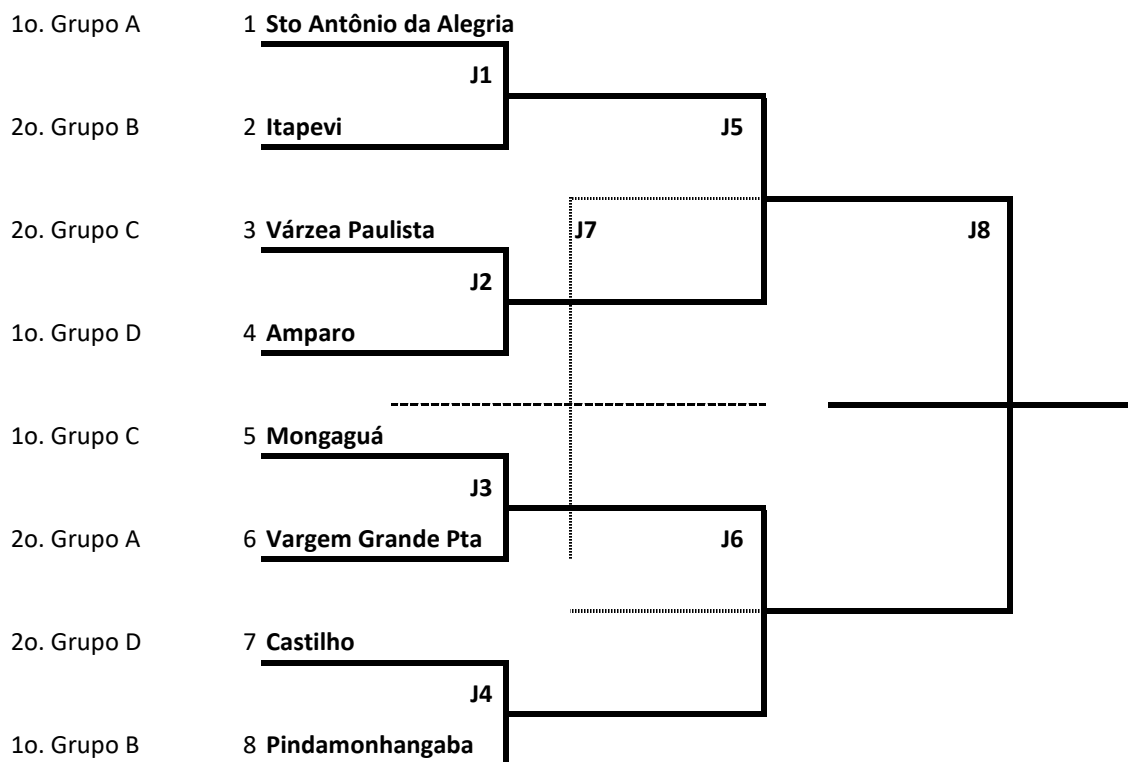 1o. Grupo A 1 Sto Antônio da Alegria
J1
2o. Grupo B 2 Itapevi J5
2o. Grupo C 3 Várzea Paulista J7 J8
J2
1o. Grupo D 4 Amparo
1o. Grupo C 5 Mongaguá
J3
2o. Grupo A 6 Vargem Grande Pta J6
2o. Grupo D 7 Castilho
J4
1o. Grupo B 8 Pindamonhangaba